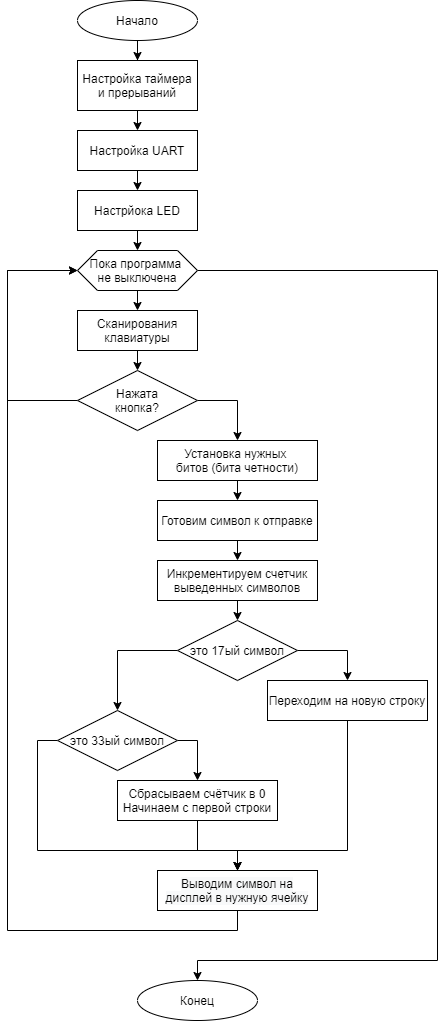 Начало
Настройка таймера
и прерываний
Настройка UART
Настрйока LED
Пока программа
не выключена
Сканирования
клавиатуры
Нажата
кнопка?
Установка нужных
битов (бита четности)
Готовим символ к отправке
Инкрементируем счетчик
выведенных символов
это 17ый символ
Переходим на новую строку
это 33ый символ
Сбрасываем счётчик в 0
Начинаем с первой строки
Выводим символ на
дисплей в нужную ячейку
Конец